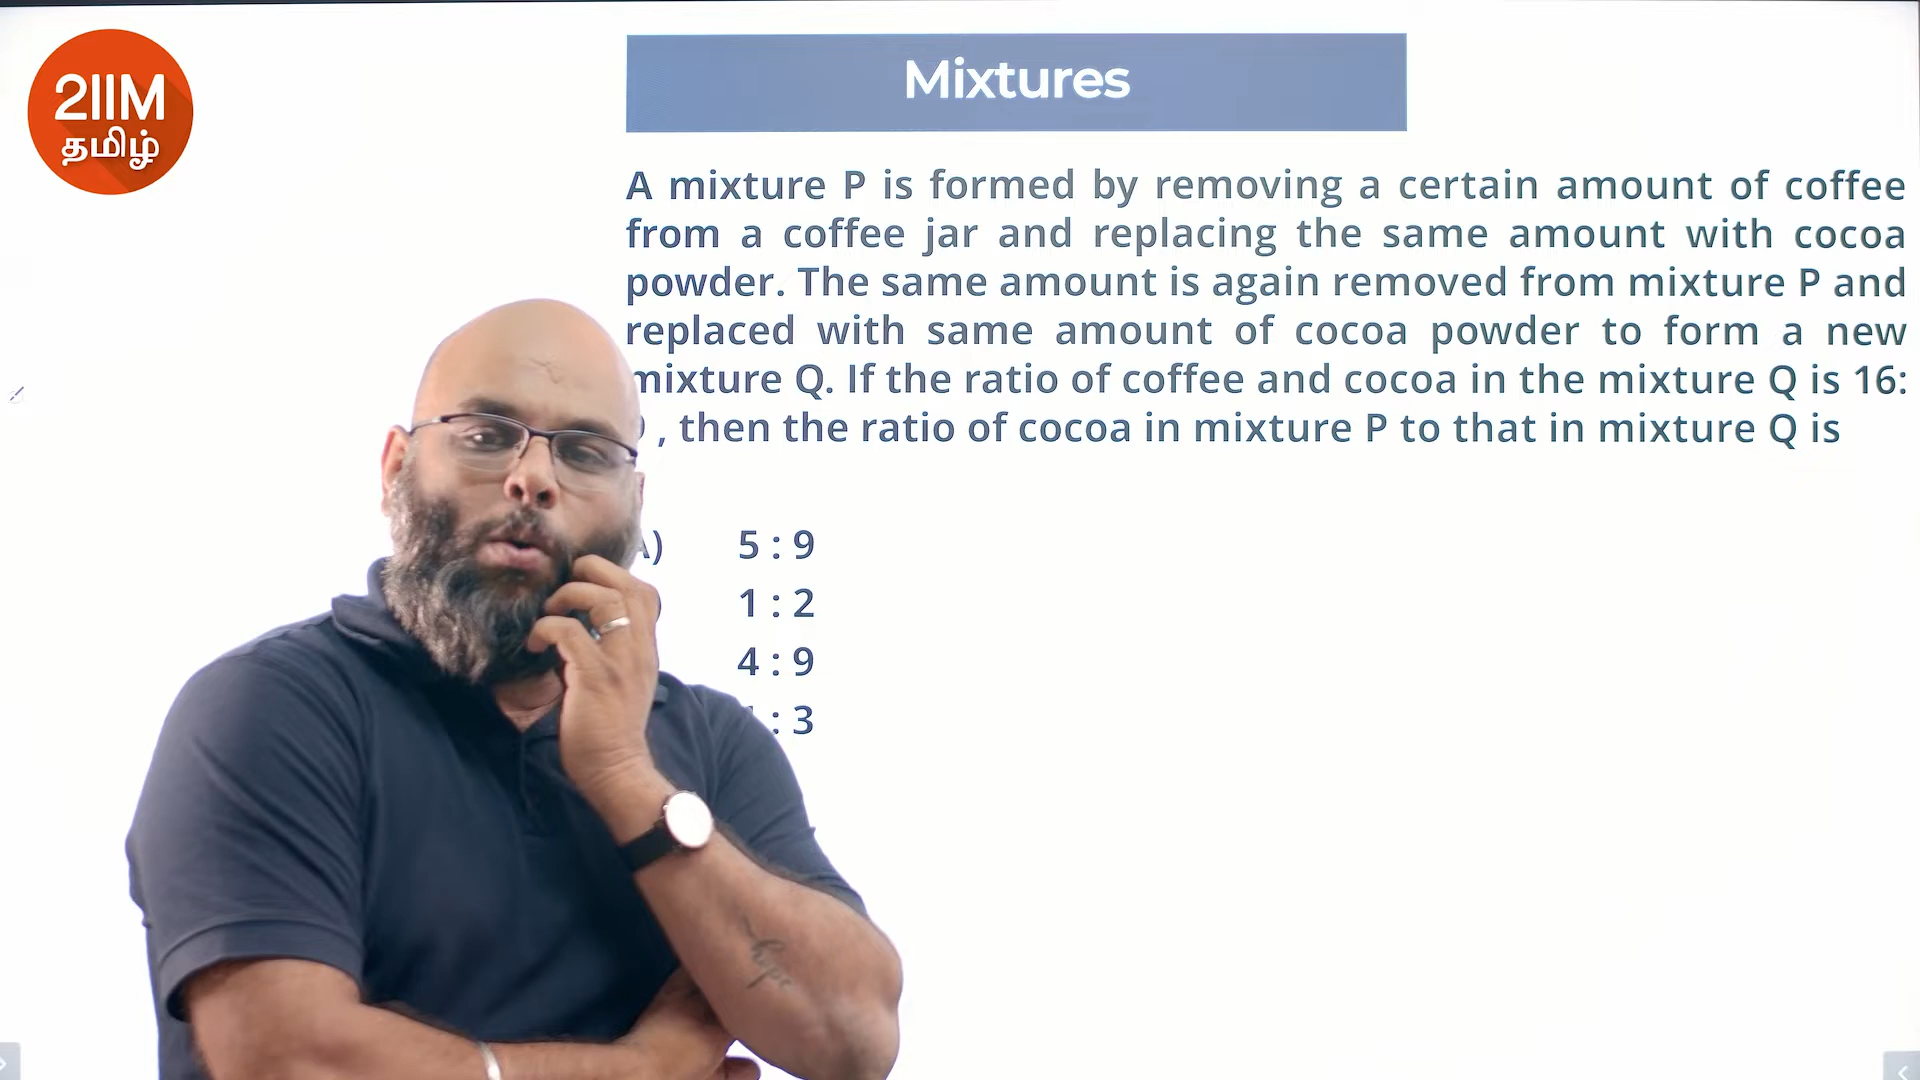 2IIM
தமிழ்
Mixtures
A mixture P is formed by removing a certain amount of coffee
from a coffee jar and replacing the same amount with cocoa
powder. The same amount is again removed from mixture P and
replaced with same amount of cocoa powder to form a new
mixture Q. If the ratio of coffee and cocoa in the mixture Q is 16:
, then the ratio of cocoa in mixture P to that in mixture Q is
5 : 9
1 : 2
4 : 9
: 3